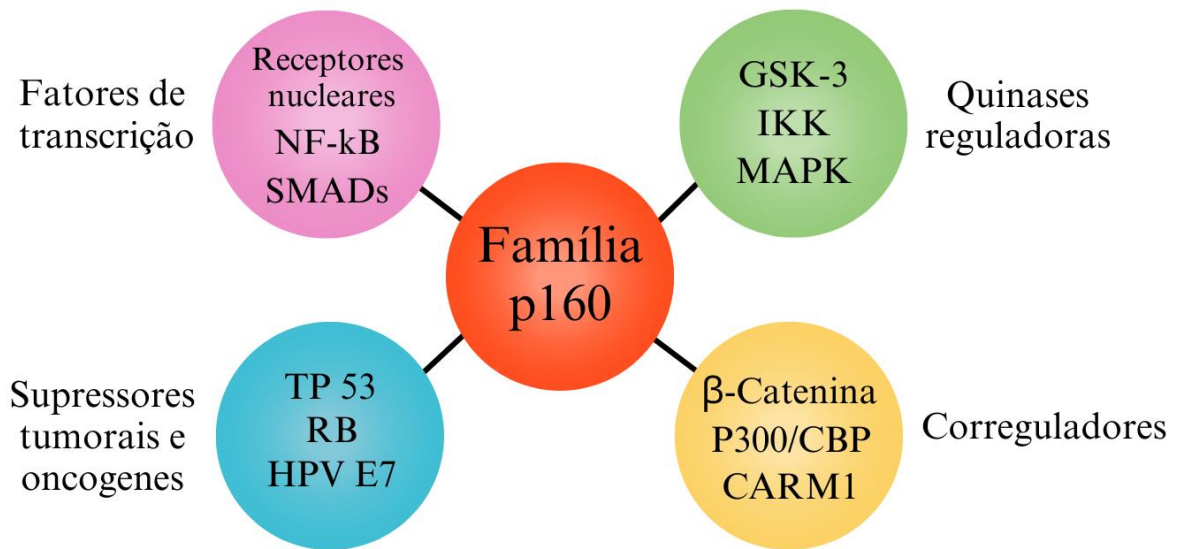 Fatores de
transcrição
Receptores
nucleares
NF-kB
SMADs
GSK-3
IKK
MAPK
Quinases
reguladoras
Família
p160
Supressores
tumorais e
oncogenes
TP 53
RB
HPV E7
β-Catenina
P300/CBP
CARM1
Correguladores